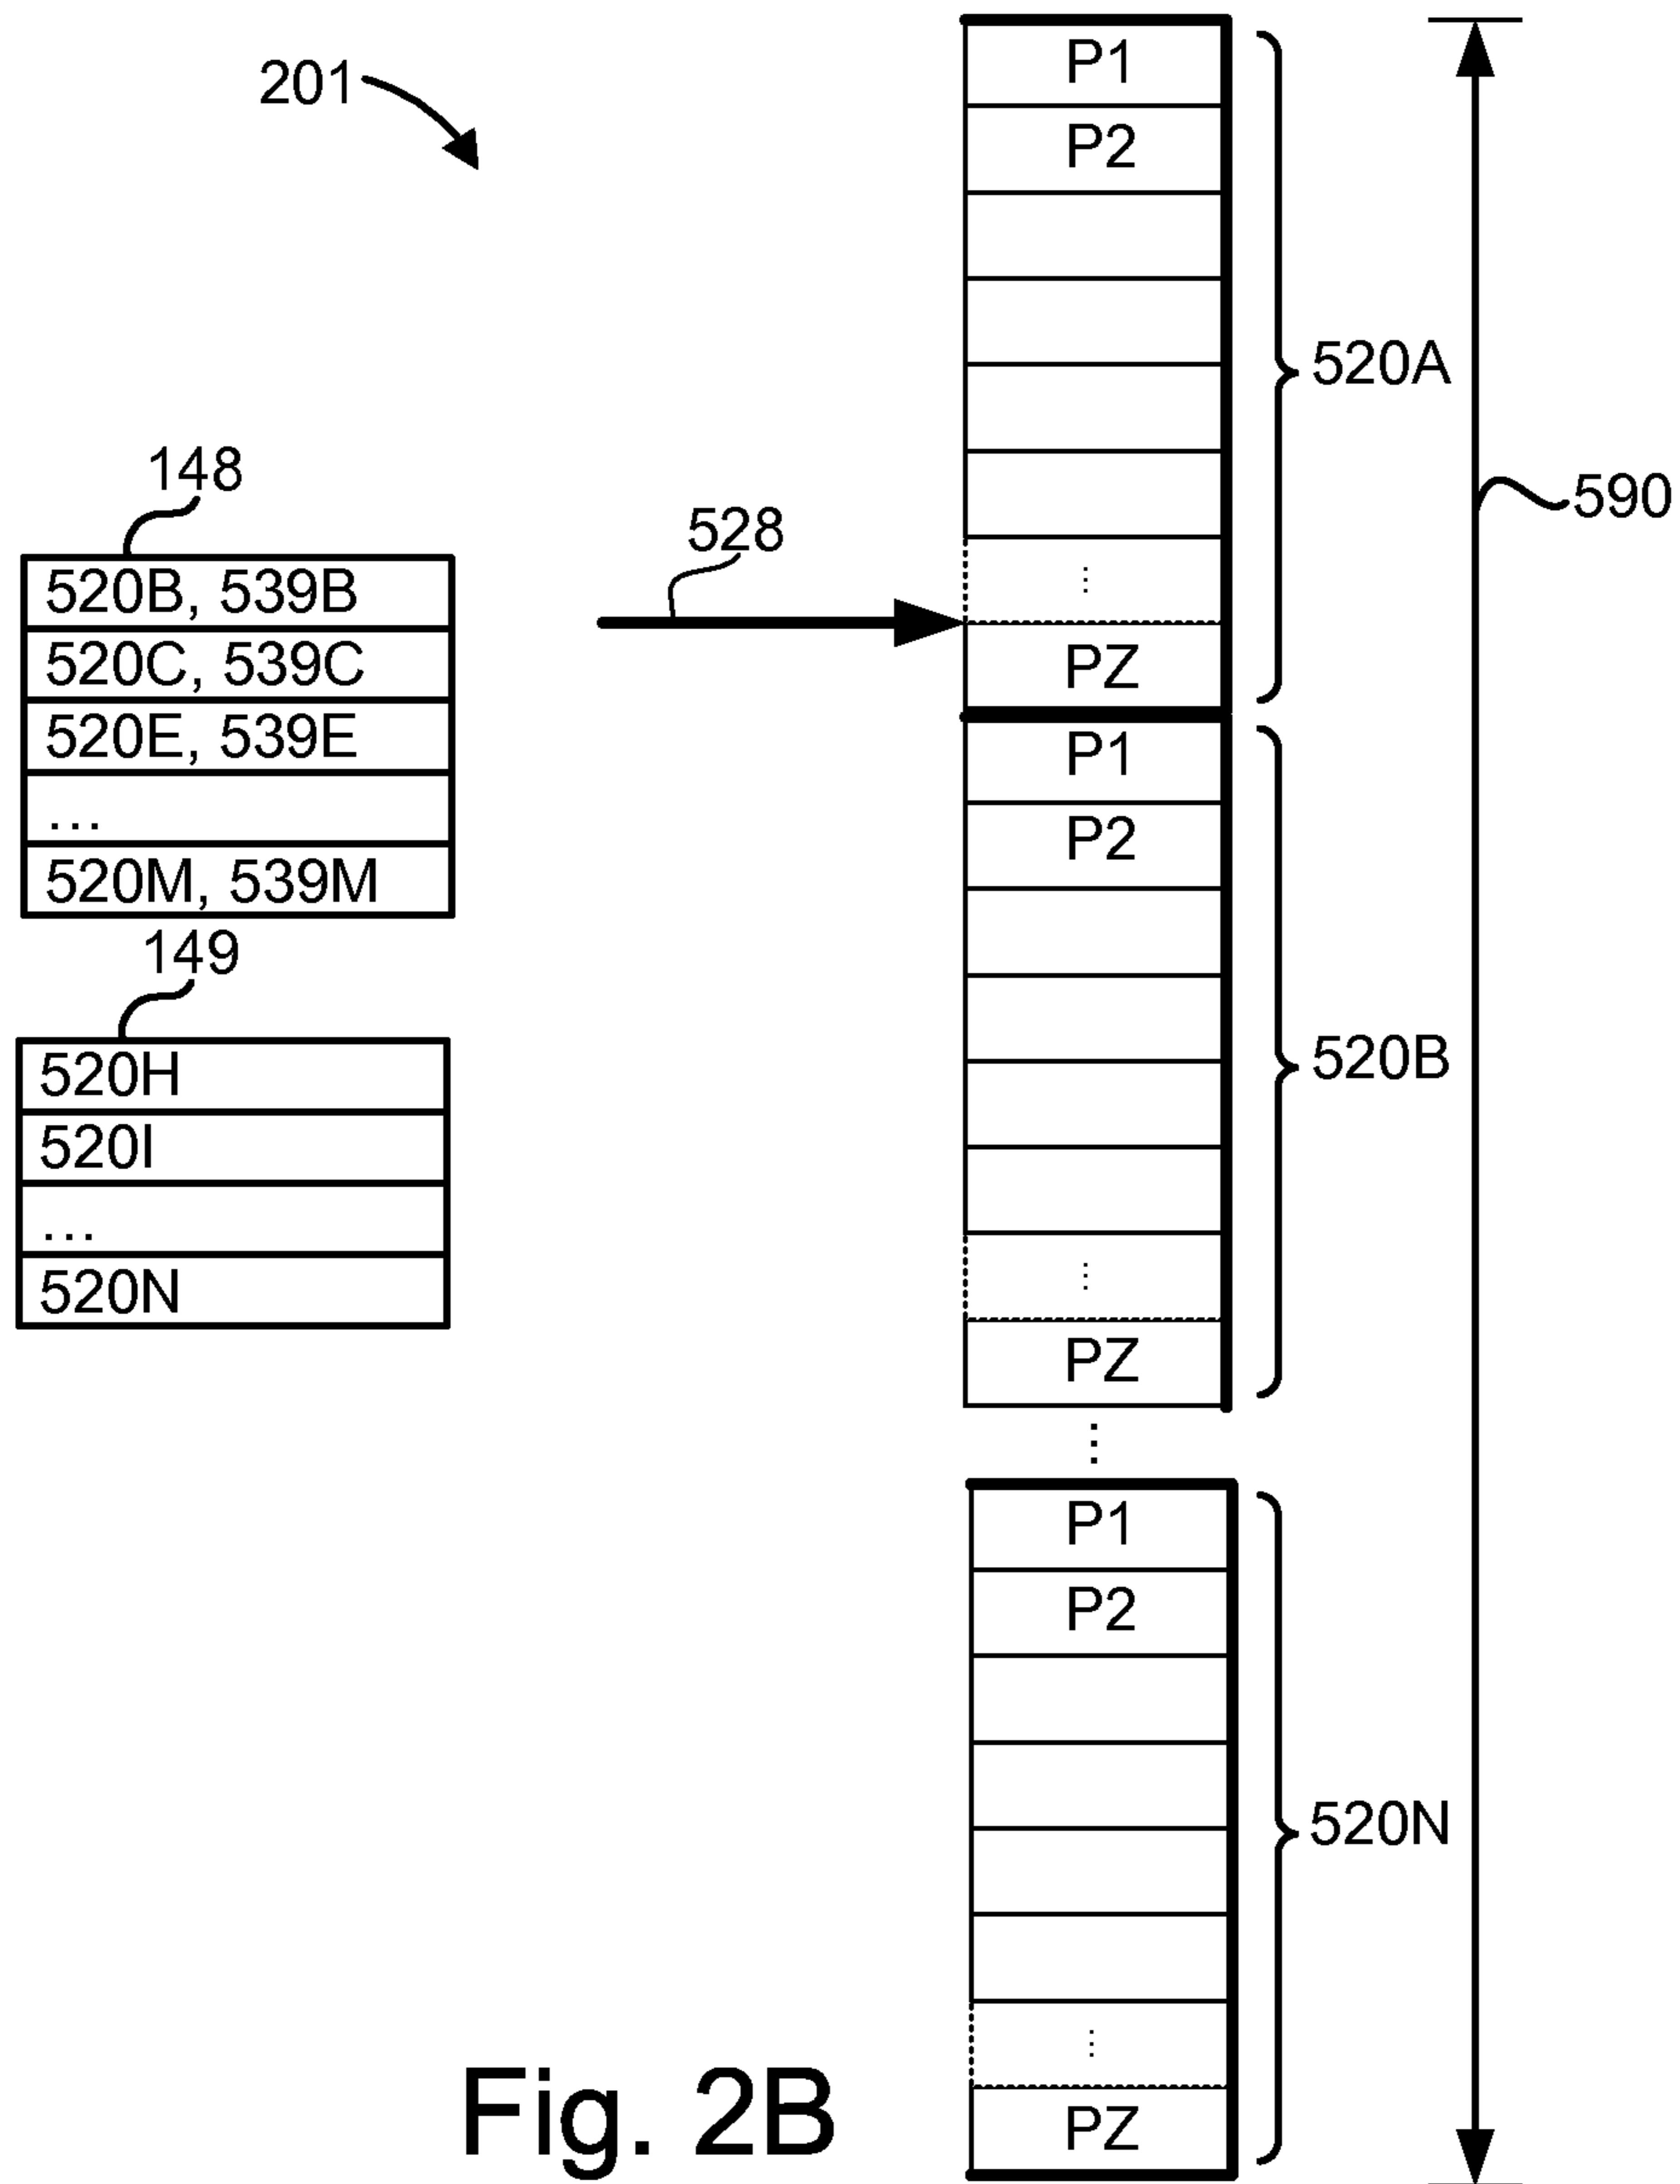 201
148
520B, 539B
520C, 539C
520E, 539E
...
520M, 539M
149
520H
520I
...
520N
528
P1
P2
⋮
PZ
520A
P1
P2
⋮
PZ
520B
⋮
P1
P2
⋮
PZ
520N
590
Fig. 2B